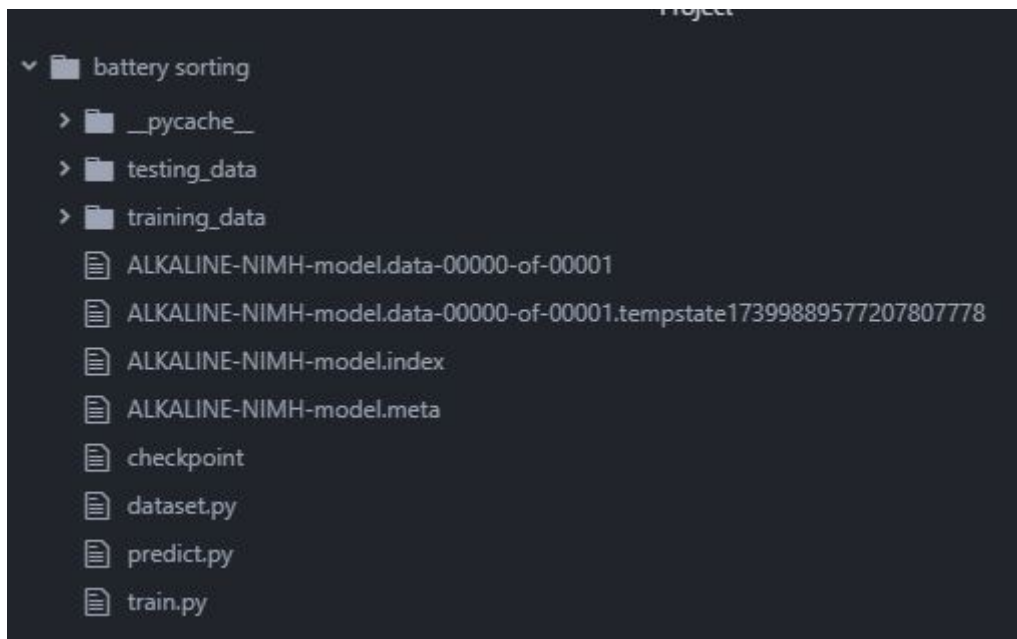 Project
battery sorting
__pycache__
testing_data
training_data
ALKALINE-NIMH-model.data-00000-of-00001
ALKALINE-NIMH-model.data-00000-of-00001.tempstate17399889577207807778
ALKALINE-NIMH-model.index
ALKALINE-NIMH-model.meta
checkpoint
dataset.py
predict.py
train.py